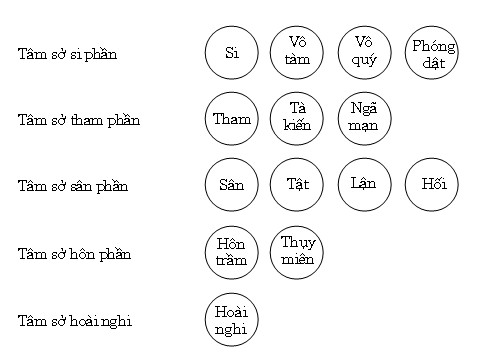 Tâm sở si phần Si Vô tàm Vô quý Phóng dật
Tâm sở tham phần Tham Tà kiến Ngã mạn
Tâm sở sân phần Sân Tật Lận Hối
Tâm sở hôn phần Hôn trầm Thụy miên
Tâm sở hoài nghi Hoài nghi